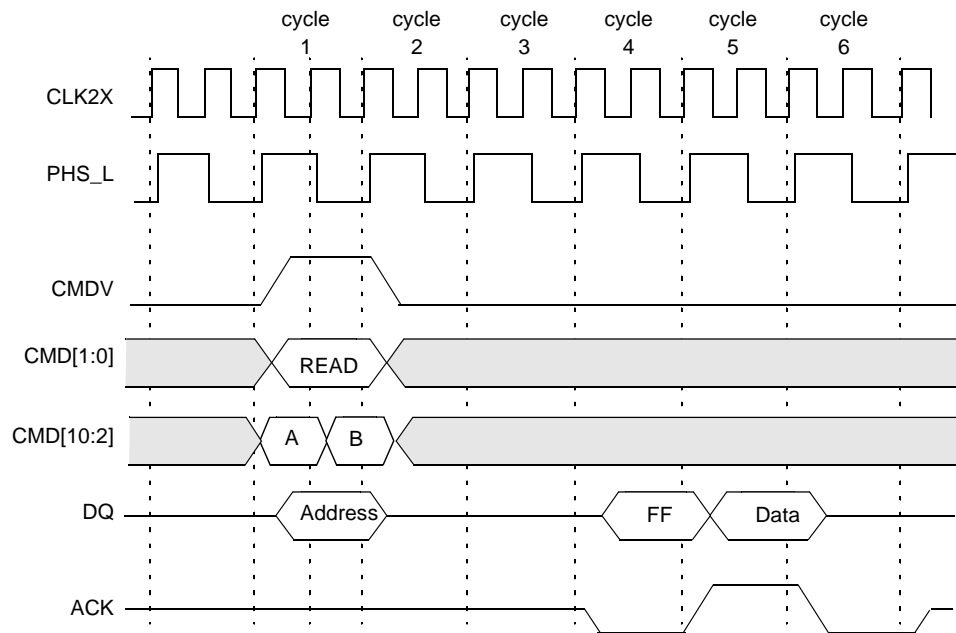 cycle cycle cycle cycle cycle cycle
1 2 3 4 5 6
CLK2X
PHS_L
CMDV
CMD[1:0] READ
CMD[10:2] A B
DQ Address FF Data
ACK